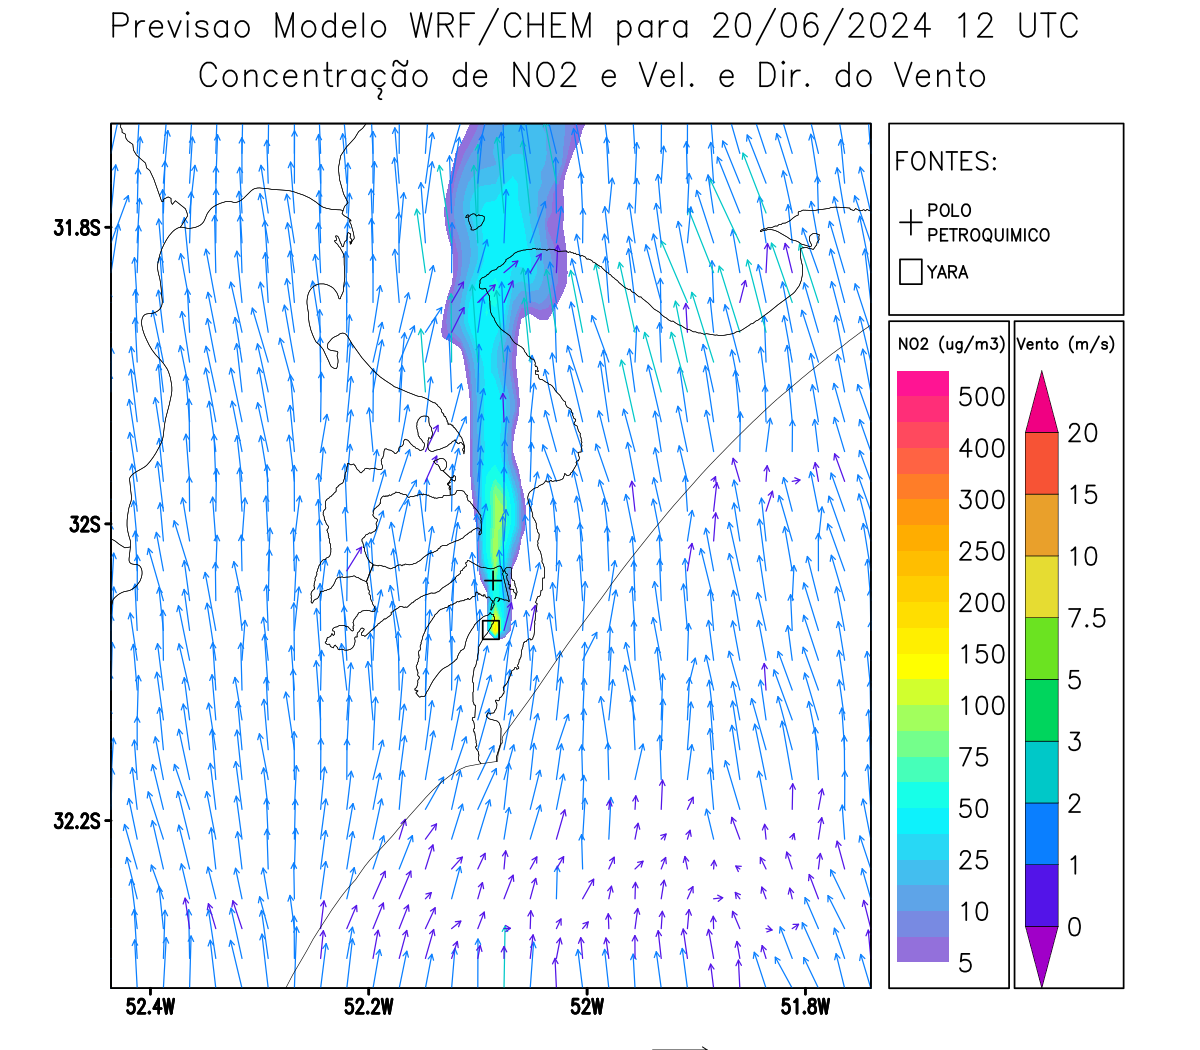 Previsao Modelo WRF/CHEM para 20/06/2024 12 UTC
Concentração de NO2 e Vel. e Dir. do Vento
FONTES:
POLO
PETROQUIMICO
YARA
NO2 (ug/m3)
500
400
300
250
200
150
100
75
50
25
10
5
Vento (m/s)
20
15
10
7.5
5
3
2
1
0
31.8S
32S
32.2S
52.4W
52.2W
52W
51.8W